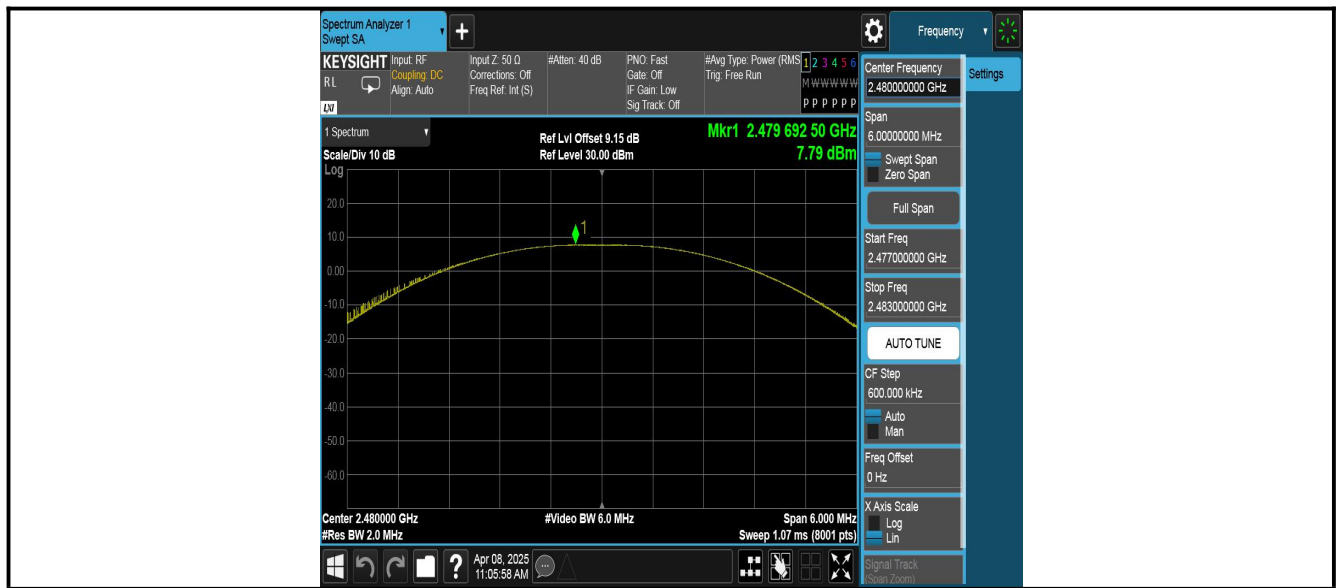 Spectrum Analyzer 1
Swept SA
+
Frequency
KEYSIGHT
RL
LXI
Input: RF
Coupling: DC
Align: Auto
Input Z: 50 Ω
Corrections: Off
Freq Ref: Int (S)
#Atten: 40 dB
PNO: Fast
Gate: Off
IF Gain: Low
Sig Track: Off
#Avg Type: Power (RMS
Trig: Free Run
1 2 3 4 5 6
M W W W W W
P P P P P P
1 Spectrum
Scale/Div 10 dB
Log
Ref Lvl Offset 9.15 dB
Ref Level 30.00 dBm
Mkr1 2.479 692 50 GHz
7.79 dBm
20.0
10.0
0.00
-10.0
-20.0
-30.0
-40.0
-50.0
-60.0
1
Center 2.480000 GHz
#Res BW 2.0 MHz
#Video BW 6.0 MHz
Span 6.000 MHz
Sweep 1.07 ms (8001 pts)
Center Frequency
2.480000000 GHz
Settings
Span
6.00000000 MHz
Swept Span
Zero Span
Full Span
Start Freq
2.477000000 GHz
Stop Freq
2.483000000 GHz
AUTO TUNE
CF Step
600.000 kHz
Auto
Man
Freq Offset
0 Hz
X Axis Scale
Log
Lin
Signal Track
(Span Zoom)
?
Apr 08, 2025
11:05:58 AM